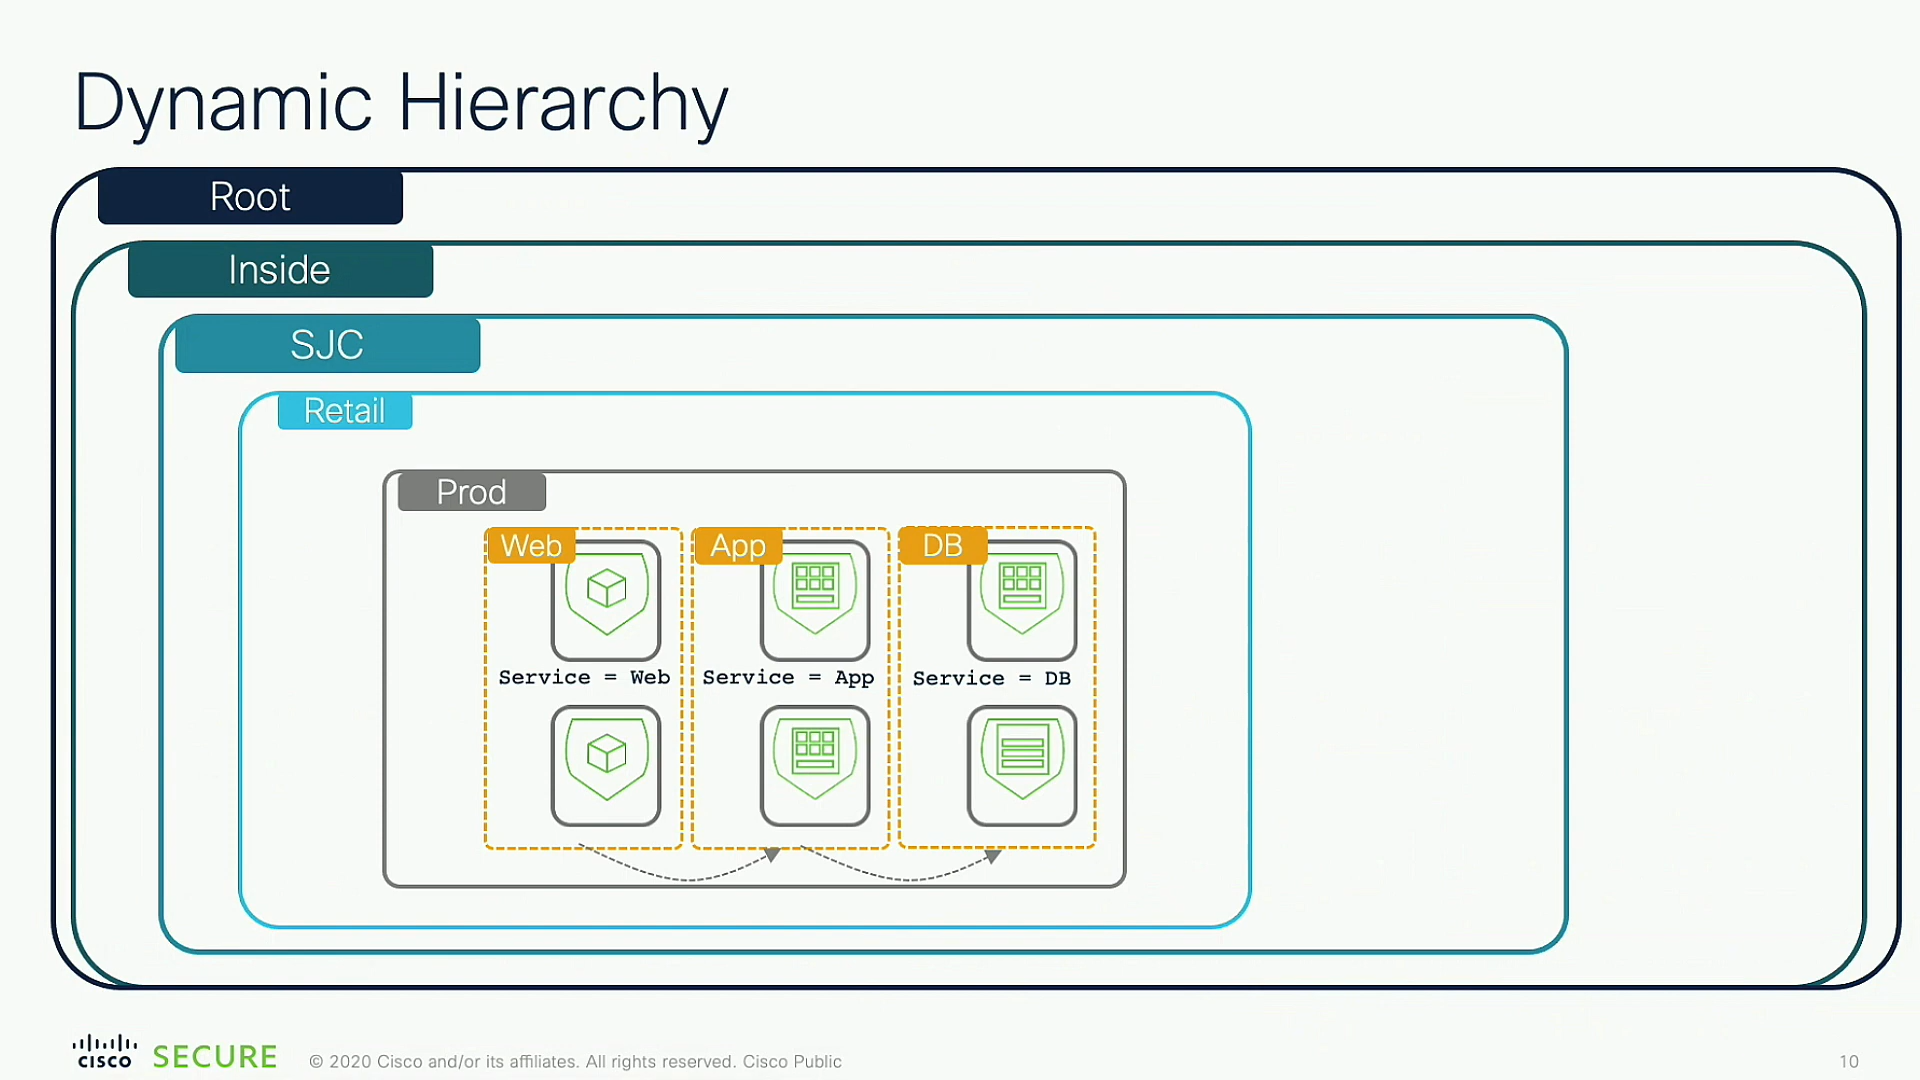 Dynamic Hierarchy
Root
Inside
SJC
Retail
Prod
Web
App
DB
Service = Web
Service = App
Service = DB
CISCO SECURE
© 2020 Cisco and/or its affiliates. All rights reserved. Cisco Public
10